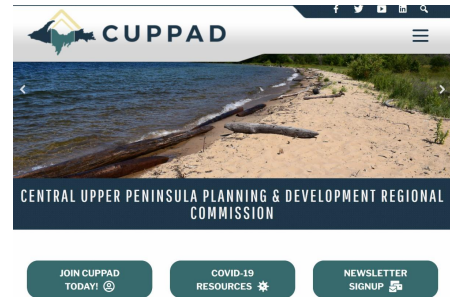 CUPPAD
CENTRAL UPPER PENINSULA PLANNING & DEVELOPMENT REGIONAL
COMMISSION
JOIN CUPPAD
TODAY!
COVID-19
RESOURCES
NEWSLETTER
SIGNUP